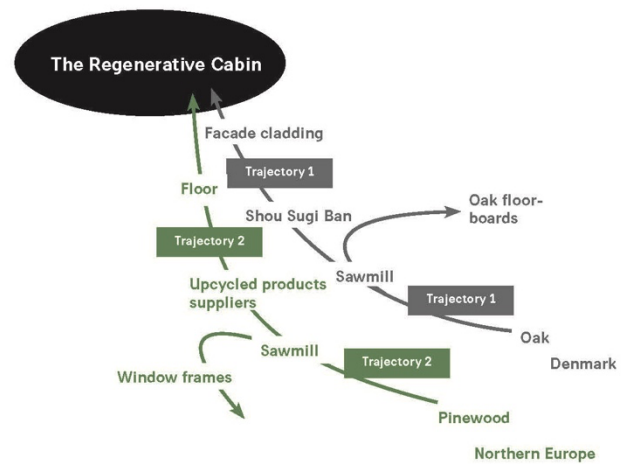 The Regenerative Cabin
Facade cladding
Trajectory 1
Floor
Shou Sugi Ban
Oak floor-
boards
Trajectory 2
Sawmill
Upcycled products
suppliers
Trajectory 1
Oak
Sawmill
Trajectory 2
Denmark
Window frames
Pinewood
Northern Europe